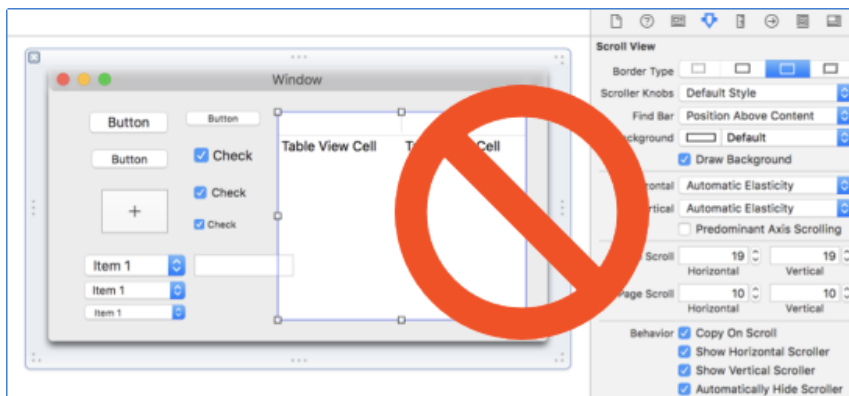 Window
Button
Button
Button
Check
Check
Check
+
Item 1
Item 1
Item 1
Table View Cell
Cell
Scroll View
Border Type
Scroller Knobs Default Style
Find Bar Position Above Content
Default
Draw Background
Automatic Elasticity
Automatic Elasticity
Predominant Axis Scrolling
Scroll 19 19
Horizontal Vertical
Page Scroll 10 10
Horizontal Vertical
Behavior Copy On Scroll
Show Horizontal Scroller
Show Vertical Scroller
Automatically Hide Scroller